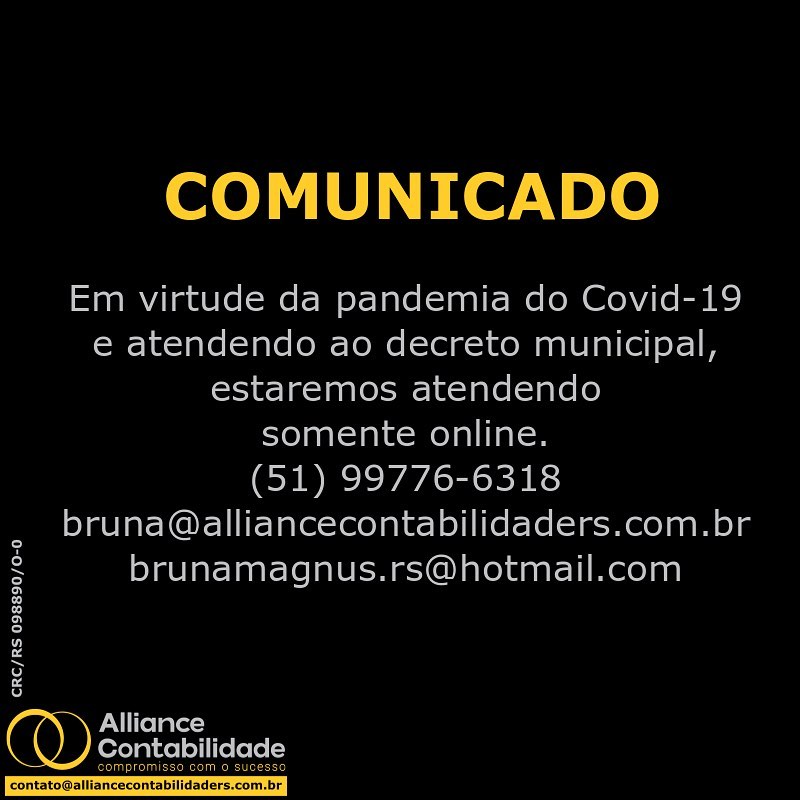 COMUNICADO
Em virtude da pandemia do Covid-19
e atendendo ao decreto municipal,
estaremos atendendo
somente online.
(51) 99776-6318
bruna@alliancecontabilidaders.com.br
brunamagnus.rs@hotmail.com
CRC/RS 098890/O-0
Alliance
Contabilidade
compromisso com o sucesso
contato@alliancecontabilidaders.com.br